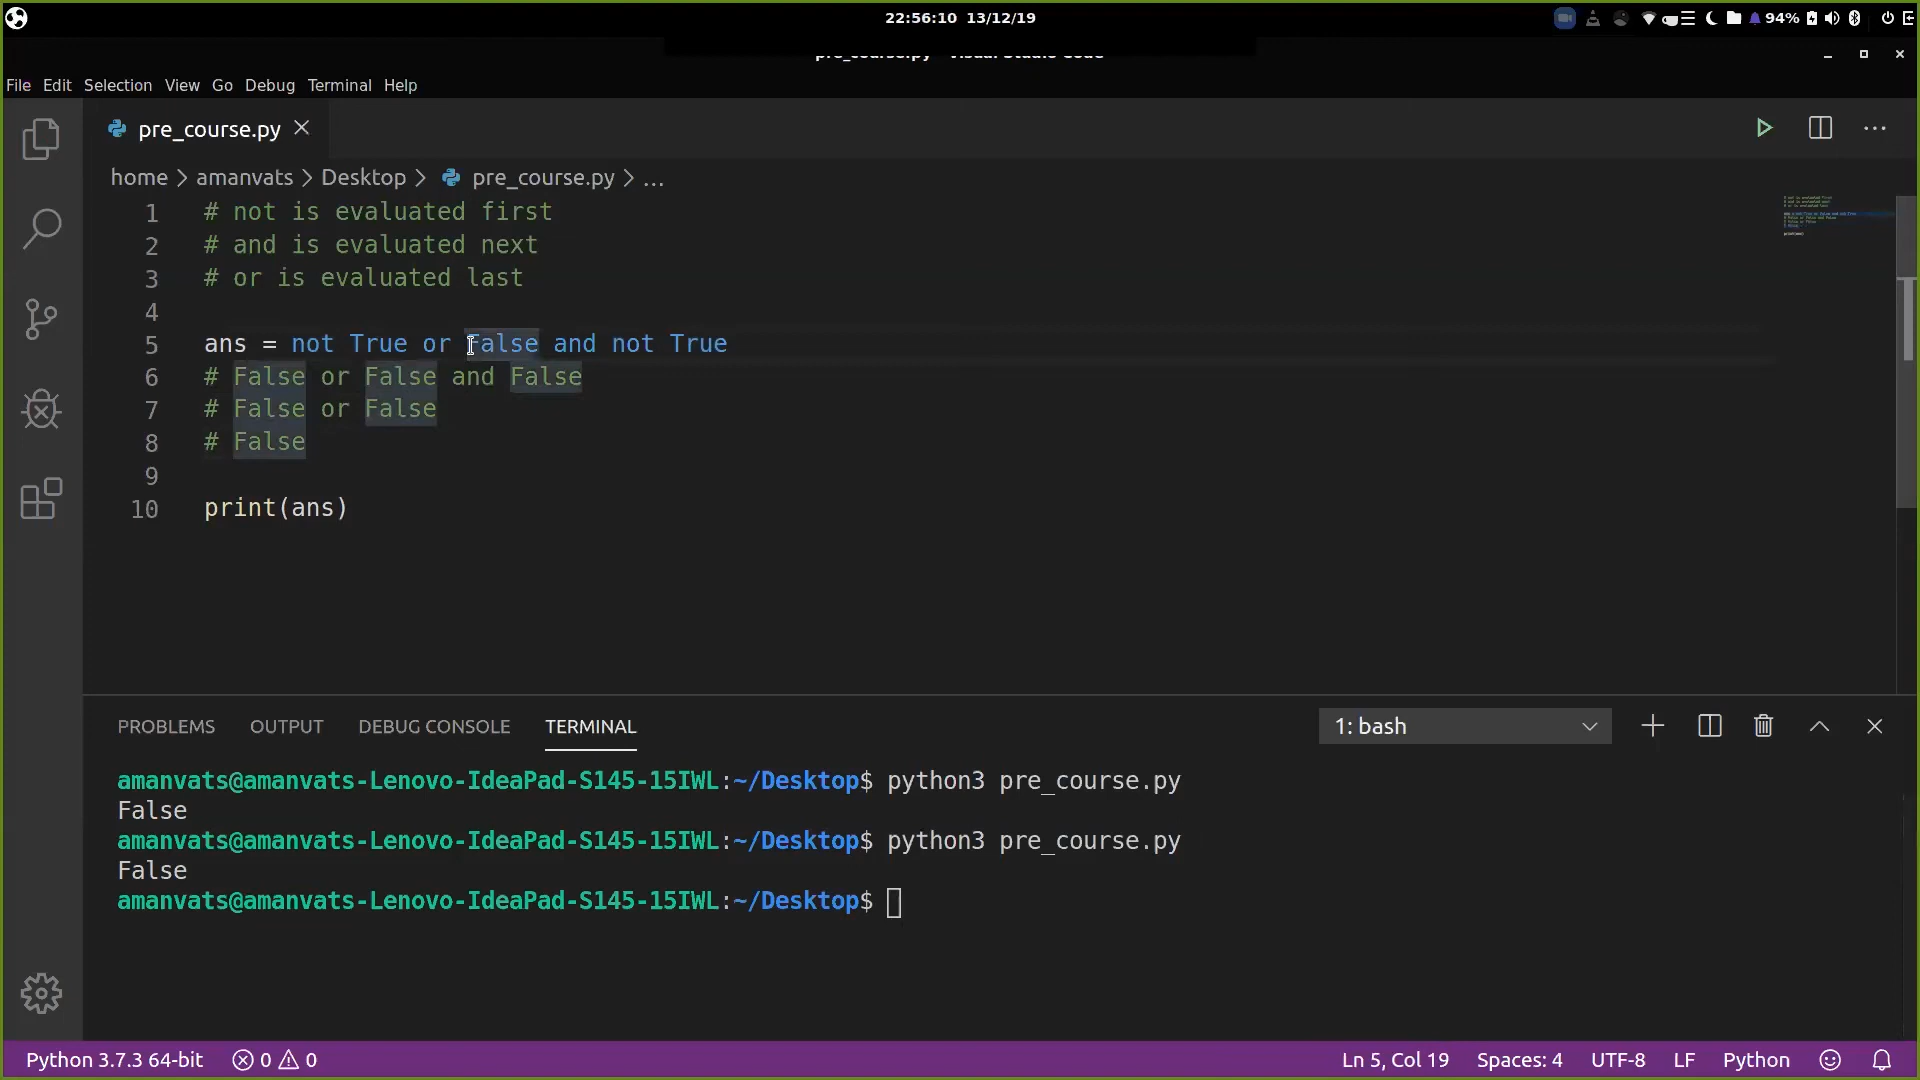 22:56:10 13/12/19
94%
pre_course.py - Visual Studio Code
File Edit Selection View Go Debug Terminal Help
pre_course.py
home > amanvats > Desktop > pre_course.py > ...
1 # not is evaluated first
2 # and is evaluated next
3 # or is evaluated last
4
5 ans = not True or False and not True
6 # False or False and False
7 # False or False
8 # False
9
10 print(ans)
PROBLEMS OUTPUT DEBUG CONSOLE TERMINAL 1: bash
amanvats@amanvats-Lenovo-IdeaPad-S145-15IWL:~/Desktop$ python3 pre_course.py
False
amanvats@amanvats-Lenovo-IdeaPad-S145-15IWL:~/Desktop$ python3 pre_course.py
False
amanvats@amanvats-Lenovo-IdeaPad-S145-15IWL:~/Desktop$
Python 3.7.3 64-bit 0 0 Ln 5, Col 19 Spaces: 4 UTF-8 LF Python